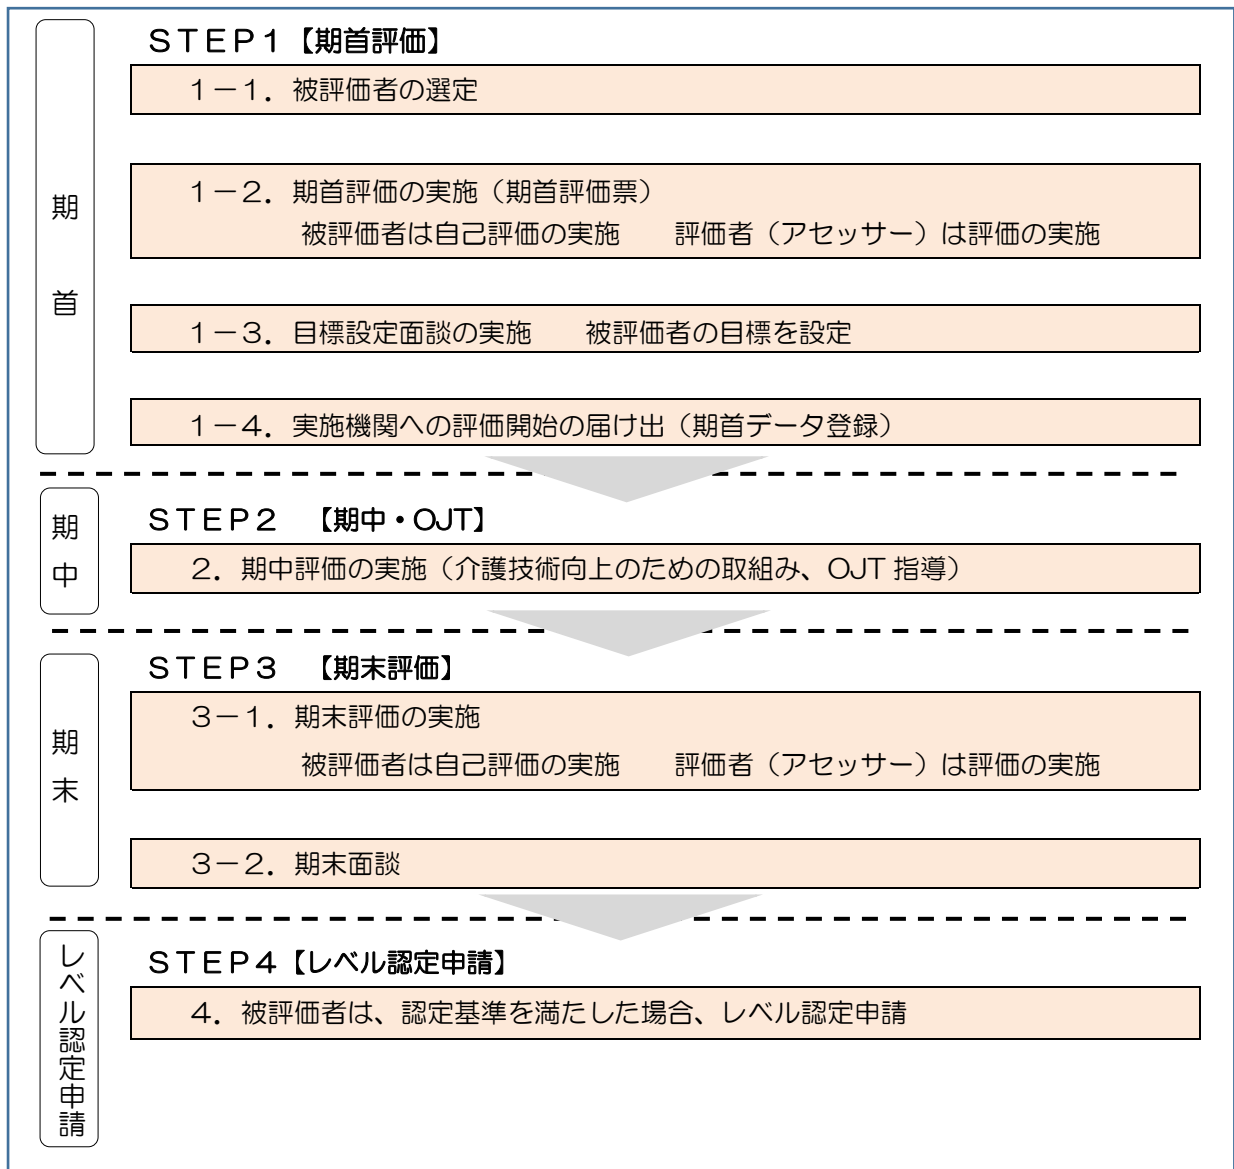 期首
ＳＴＥＰ１【期首評価】
１－１．被評価者の選定
１－２．期首評価の実施（期首評価票）
被評価者は自己評価の実施　　評価者（アセッサー）は評価の実施
１－３．目標設定面談の実施　　被評価者の目標を設定
１－４．実施機関への評価開始の届け出（期首データ登録）
期中
ＳＴＥＰ２　【期中・OJT】
２．期中評価の実施（介護技術向上のための取組み、OJT 指導）
期末
ＳＴＥＰ３　【期末評価】
３－１．期末評価の実施
被評価者は自己評価の実施　　評価者（アセッサー）は評価の実施
３－２．期末面談
レベル認定申請
ＳＴＥＰ４【レベル認定申請】
４．被評価者は、認定基準を満たした場合、レベル認定申請